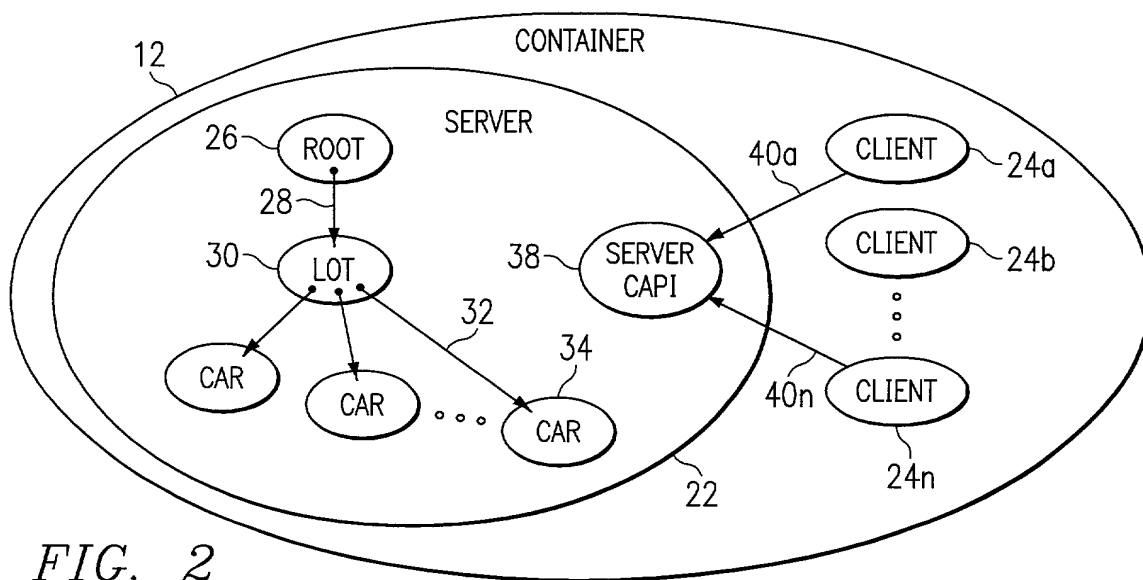 CONTAINER
12
SERVER
26
ROOT
28
30
LOT
32
34
CAR
CAR
CAR
38
SERVER
CAPI
40a
CLIENT
24a
CLIENT
24b
40n
CLIENT
24n
22
FIG. 2